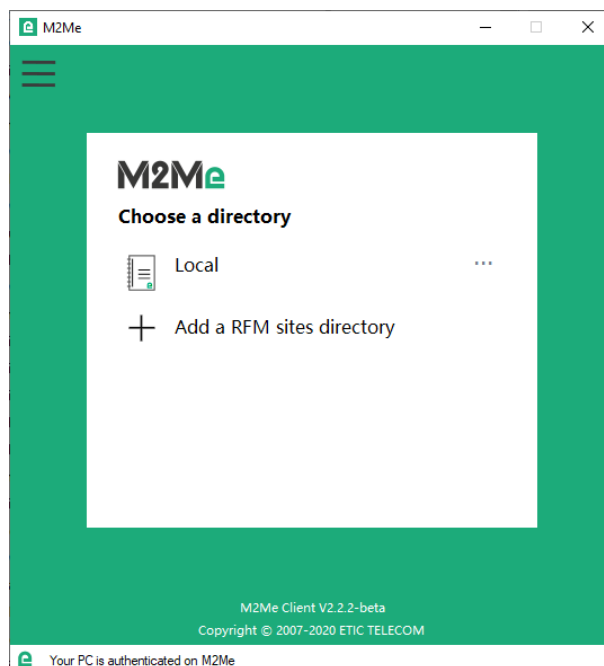 M2Me
M2Me
Choose a directory
Local
...
Add a RFM sites directory
M2Me Client V2.2.2-beta
Copyright © 2007-2020 ETIC TELECOM
Your PC is authenticated on M2Me